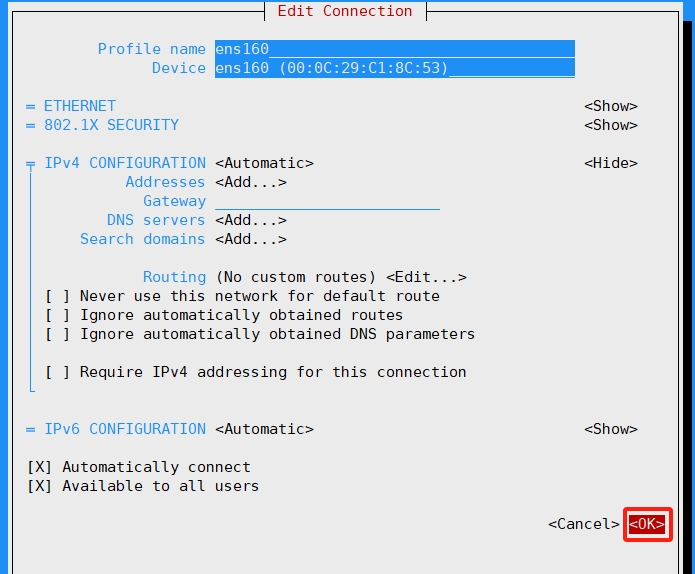 Edit Connection
Profile name ens160
Device ens160 (00:0C:29:C1:8C:53)
= ETHERNET <Show>
= 802.1X SECURITY <Show>
IPv4 CONFIGURATION <Automatic> <Hide>
Addresses <Add...>
Gateway
DNS servers <Add...>
Search domains <Add...>
Routing (No custom routes) <Edit...>
[ ] Never use this network for default route
[ ] Ignore automatically obtained routes
[ ] Ignore automatically obtained DNS parameters
[ ] Require IPv4 addressing for this connection
= IPv6 CONFIGURATION <Automatic> <Show>
[X] Automatically connect
[X] Available to all users
<Cancel> <OK>